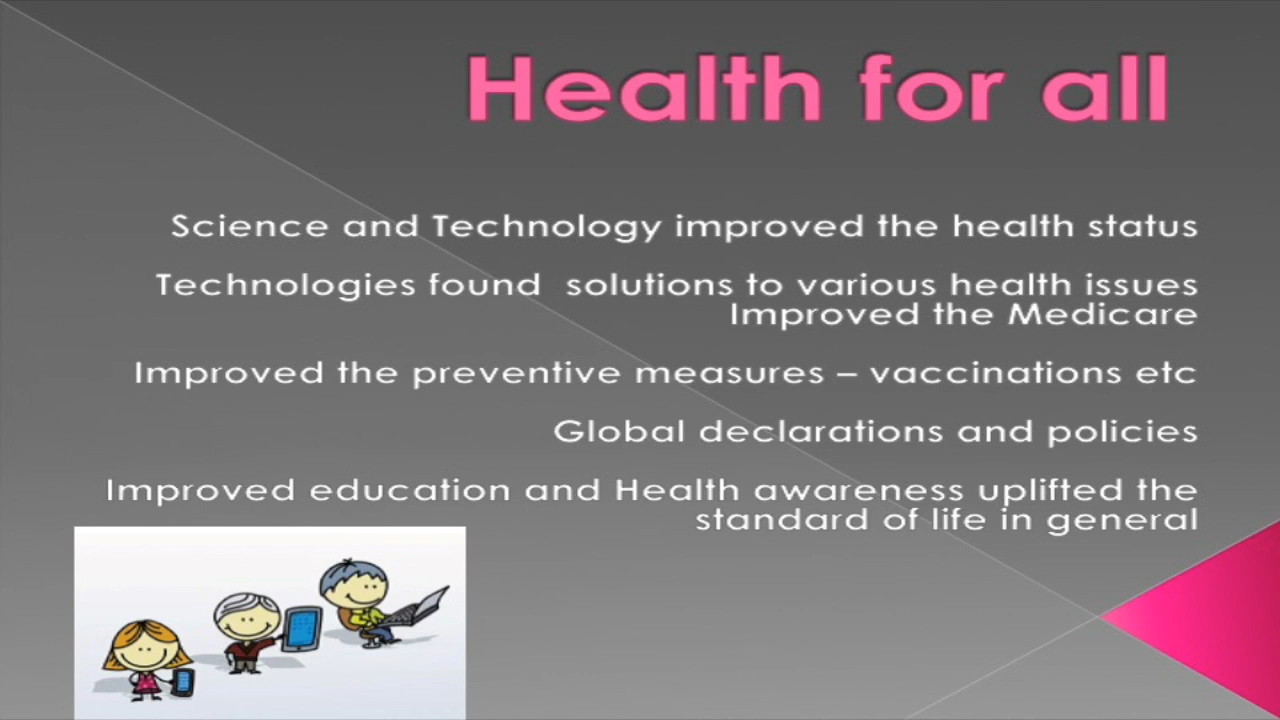 Health for all
Science and Technology improved the health status
Technologies found  solutions to various health issues
Improved the Medicare
Improved the preventive measures – vaccinations etc
Global declarations and policies
Improved education and Health awareness uplifted the
standard of life in general